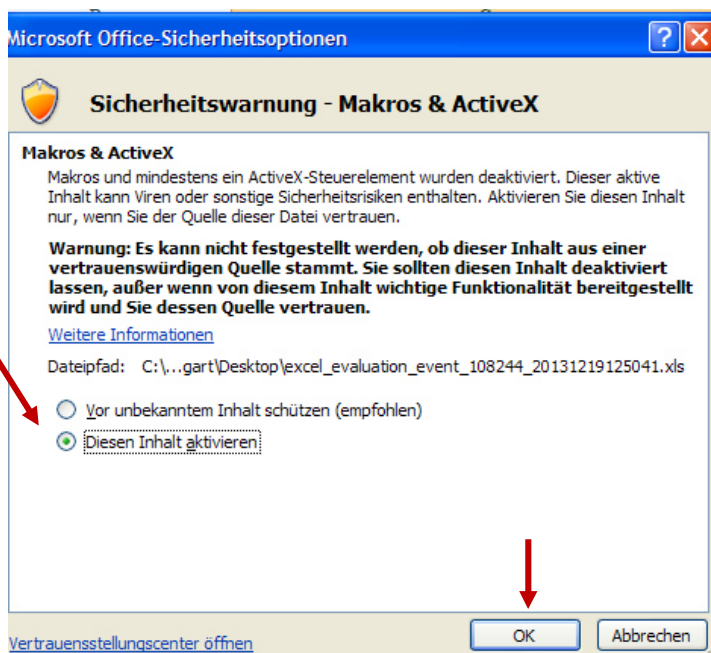 Microsoft Office-Sicherheitsoptionen
Sicherheitswarnung - Makros & ActiveX
Makros & ActiveX
Makros und mindestens ein ActiveX-Steuerelement wurden deaktiviert. Dieser aktive
Inhalt kann Viren oder sonstige Sicherheitsrisiken enthalten. Aktivieren Sie diesen Inhalt
nur, wenn Sie der Quelle dieser Datei vertrauen.
Warnung: Es kann nicht festgestellt werden, ob dieser Inhalt aus einer
vertrauenswürdigen Quelle stammt. Sie sollten diesen Inhalt deaktiviert
lassen, außer wenn von diesem Inhalt wichtige Funktionalität bereitgestellt
wird und Sie dessen Quelle vertrauen.
Weitere Informationen
Dateipfad: C:\...gart\Desktop\excel_evaluation_event_108244_20131219125041.xls
Vor unbekanntem Inhalt schützen (empfohlen)
Diesen Inhalt aktivieren
Vertrauensstellungscenter öffnen
OK
Abbrechen